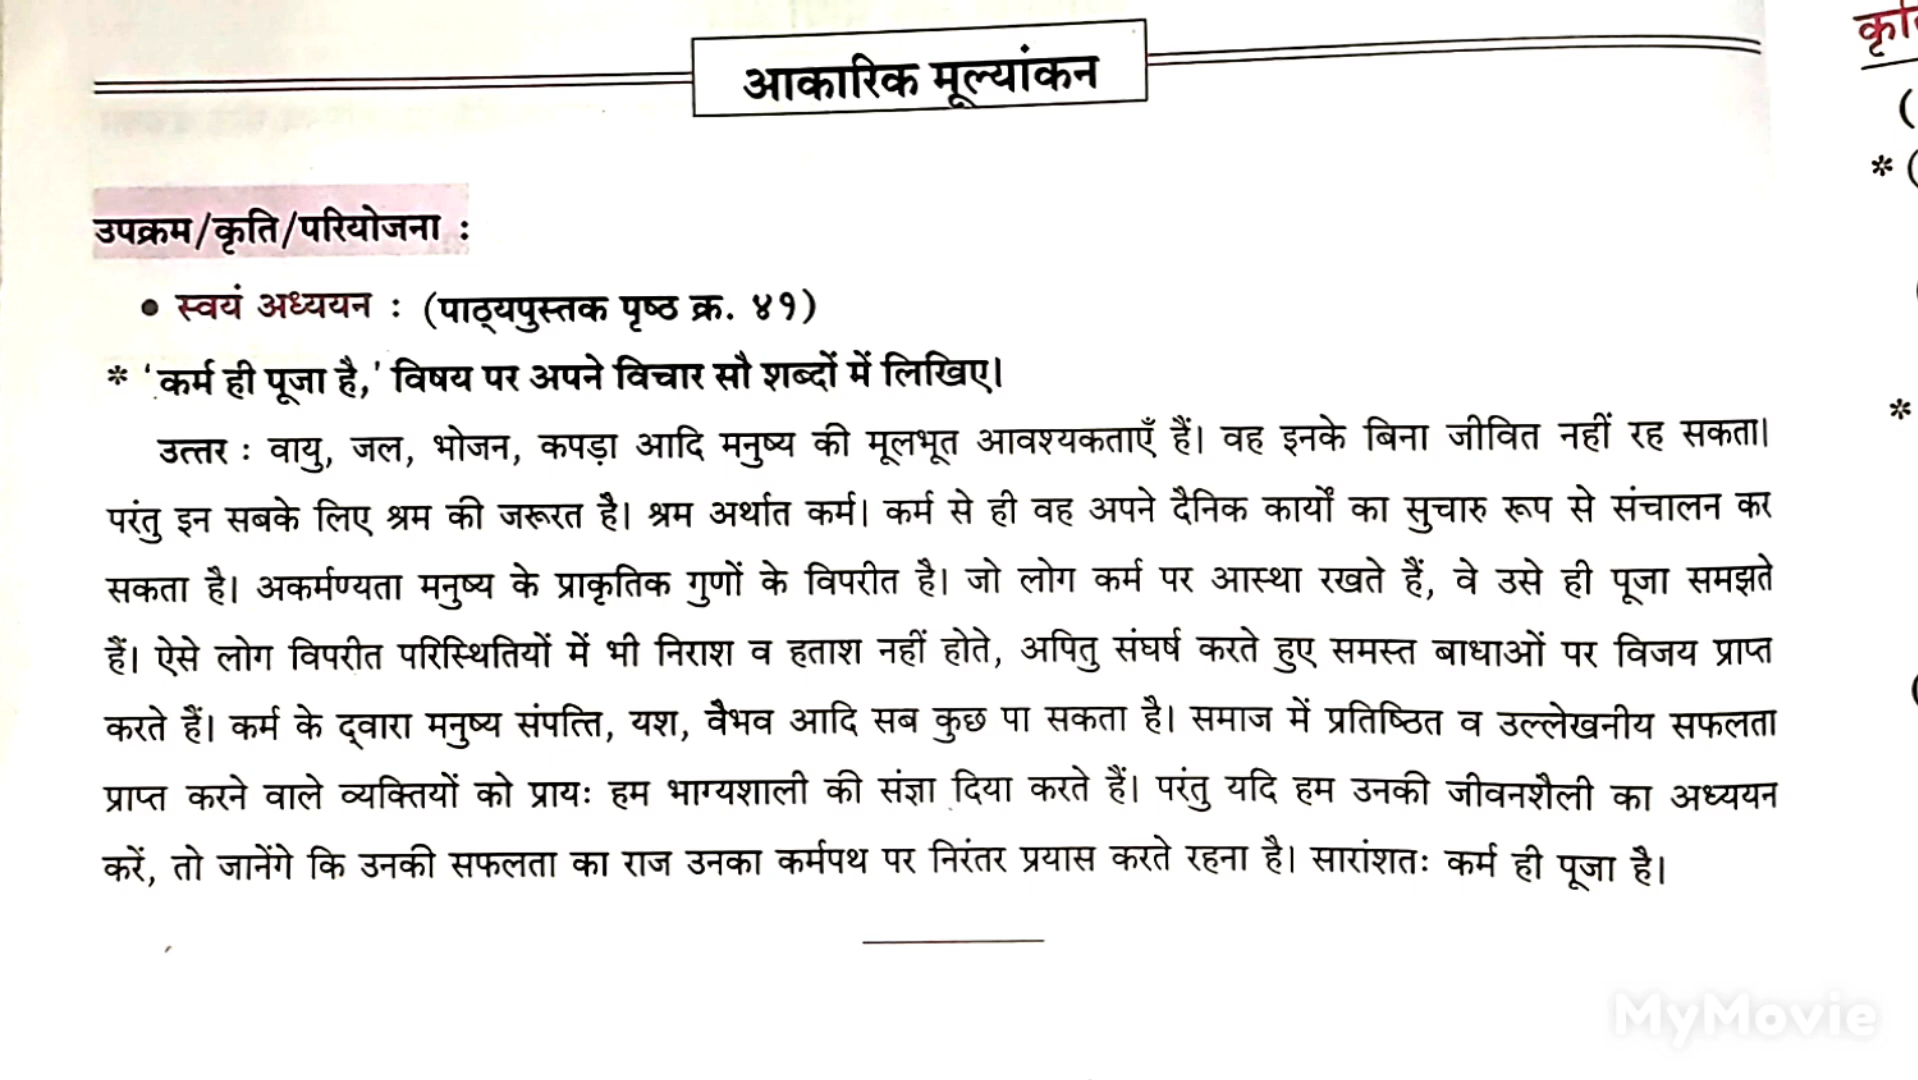 आकारिक मूल्यांकन
उपक्रम/कृति/परियोजना :
• स्वयं अध्ययन : (पाठ्यपुस्तक पृष्ठ क्र. ४१)
* 'कर्म ही पूजा है,' विषय पर अपने विचार सौ शब्दों में लिखिए।
उत्तर : वायु, जल, भोजन, कपड़ा आदि मनुष्य की मूलभूत आवश्यकताएँ हैं। वह इनके बिना जीवित नहीं रह सकता।
परंतु इन सबके लिए श्रम की जरूरत है। श्रम अर्थात कर्म। कर्म से ही वह अपने दैनिक कार्यों का सुचारु रूप से संचालन कर
सकता है। अकर्मण्यता मनुष्य के प्राकृतिक गुणों के विपरीत है। जो लोग कर्म पर आस्था रखते हैं, वे उसे ही पूजा समझते
हैं। ऐसे लोग विपरीत परिस्थितियों में भी निराश व हताश नहीं होते, अपितु संघर्ष करते हुए समस्त बाधाओं पर विजय प्राप्त
करते हैं। कर्म के द्वारा मनुष्य संपत्ति, यश, वैभव आदि सब कुछ पा सकता है। समाज में प्रतिष्ठित व उल्लेखनीय सफलता
प्राप्त करने वाले व्यक्तियों को प्रायः हम भाग्यशाली की संज्ञा दिया करते हैं। परंतु यदि हम उनकी जीवनशैली का अध्ययन
करें, तो जानेंगे कि उनकी सफलता का राज उनका कर्मपथ पर निरंतर प्रयास करते रहना है। सारांशतः कर्म ही पूजा है।
MyMovie